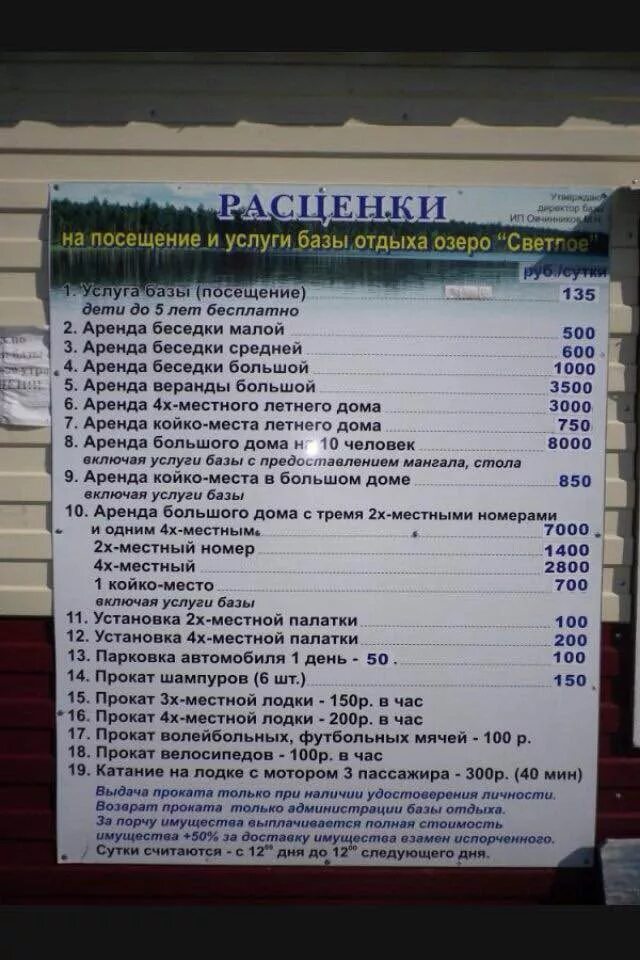 РАСЦЕНКИ
Утверждаю
директор базы
ИП Овчинников
на посещение и услуги базы отдыха озеро "Светлое"
руб./сутки
1. Услуга базы (посещение) 135
дети до 5 лет бесплатно
2. Аренда беседки малой 500
3. Аренда беседки средней 600
4. Аренда беседки большой 1000
5. Аренда веранды большой 3500
6. Аренда 4х-местного летнего дома 3000
7. Аренда койко-места летнего дома 750
8. Аренда большого дома на 10 человек 8000
включая услуги базы с предоставлением мангала, стола
9. Аренда койко-места в большом доме 850
включая услуги базы
10. Аренда большого дома с тремя 2х-местными номерами
и одним 4х-местным 7000
2х-местный номер 1400
4х-местный 2800
1 койко-место 700
включая услуги базы
11. Установка 2х-местной палатки 100
12. Установка 4х-местной палатки 200
13. Парковка автомобиля 1 день - 50. 100
14. Прокат шампуров (6 шт.) 150
15. Прокат 3х-местной лодки - 150р. в час
16. Прокат 4х-местной лодки - 200р. в час
17. Прокат волейбольных, футбольных мячей - 100 р.
18. Прокат велосипедов - 100р. в час
19. Катание на лодке с мотором 3 пассажира - 300р. (40 мин)
Выдача проката только при наличии удостоверения личности.
Возврат проката только администрации базы отдыха.
За порчу имущества выплачивается полная стоимость
имущества +50% за доставку имущества взамен испорченного.
Сутки считаются - с 12⁰⁰ дня до 12⁰⁰ следующего дня.